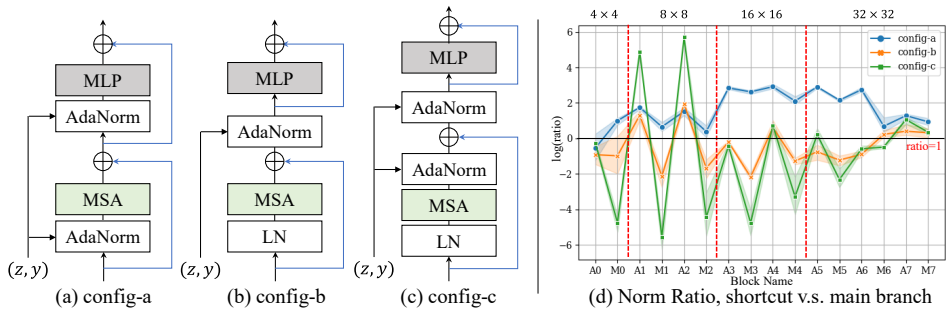 MLP
AdaNorm
MSA
AdaNorm
(z, y)
(a) config-a
MLP
AdaNorm
MSA
LN
(z, y)
(b) config-b
MLP
AdaNorm
AdaNorm
MSA
LN
(z, y)
(c) config-c
4 × 4 8 × 8 16 × 16 32 × 32
config-a
config-b
config-c
6
4
2
0
-2
-4
-6
log(ratio)
ratio=1
A0 M0 A1 M1 A2 M2 A3 M3 A4 M4 A5 M5 A6 M6 A7 M7
Block Name
(d) Norm Ratio, shortcut v.s. main branch